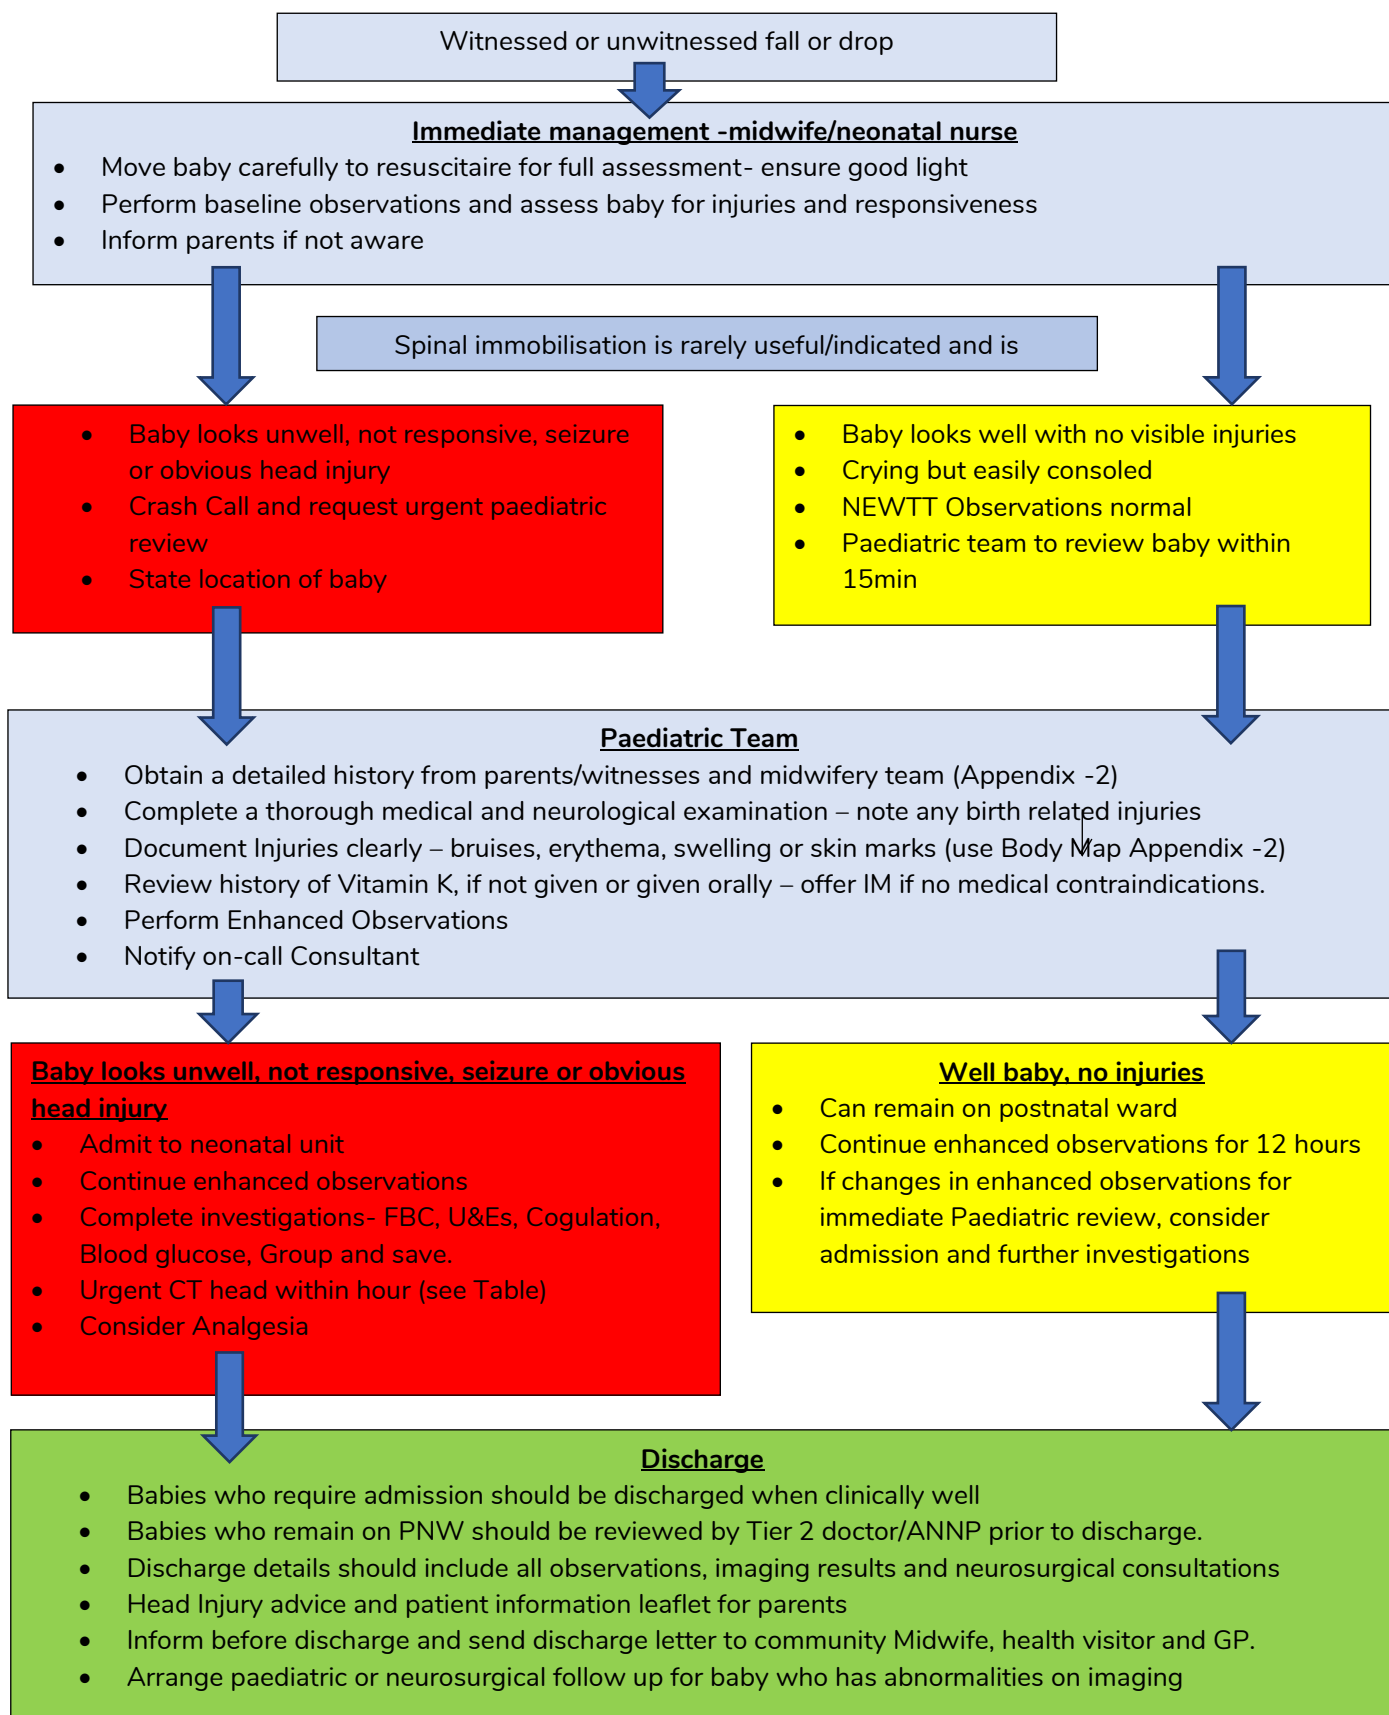 Witnessed or unwitnessed fall or drop
Immediate management -midwife/neonatal nurse
• Move baby carefully to resuscitaire for full assessment- ensure good light
• Perform baseline observations and assess baby for injuries and responsiveness
• Inform parents if not aware
Spinal immobilisation is rarely useful/indicated and is
• Baby looks unwell, not responsive, seizure
or obvious head injury
• Crash Call and request urgent paediatric
review
• State location of baby
• Baby looks well with no visible injuries
• Crying but easily consoled
• NEWTT Observations normal
• Paediatric team to review baby within
15min
Paediatric Team
• Obtain a detailed history from parents/witnesses and midwifery team (Appendix -2)
• Complete a thorough medical and neurological examination – note any birth related injuries
• Document Injuries clearly – bruises, erythema, swelling or skin marks (use Body Map Appendix -2)
• Review history of Vitamin K, if not given or given orally – offer IM if no medical contraindications.
• Perform Enhanced Observations
• Notify on-call Consultant
Baby looks unwell, not responsive, seizure or obvious
head injury
• Admit to neonatal unit
• Continue enhanced observations
• Complete investigations- FBC, U&Es, Cogulation,
Blood glucose, Group and save.
• Urgent CT head within hour (see Table)
• Consider Analgesia
Well baby, no injuries
• Can remain on postnatal ward
• Continue enhanced observations for 12 hours
• If changes in enhanced observations for
immediate Paediatric review, consider
admission and further investigations
Discharge
• Babies who require admission should be discharged when clinically well
• Babies who remain on PNW should be reviewed by Tier 2 doctor/ANNP prior to discharge.
• Discharge details should include all observations, imaging results and neurosurgical consultations
• Head Injury advice and patient information leaflet for parents
• Inform before discharge and send discharge letter to community Midwife, health visitor and GP.
• Arrange paediatric or neurosurgical follow up for baby who has abnormalities on imaging